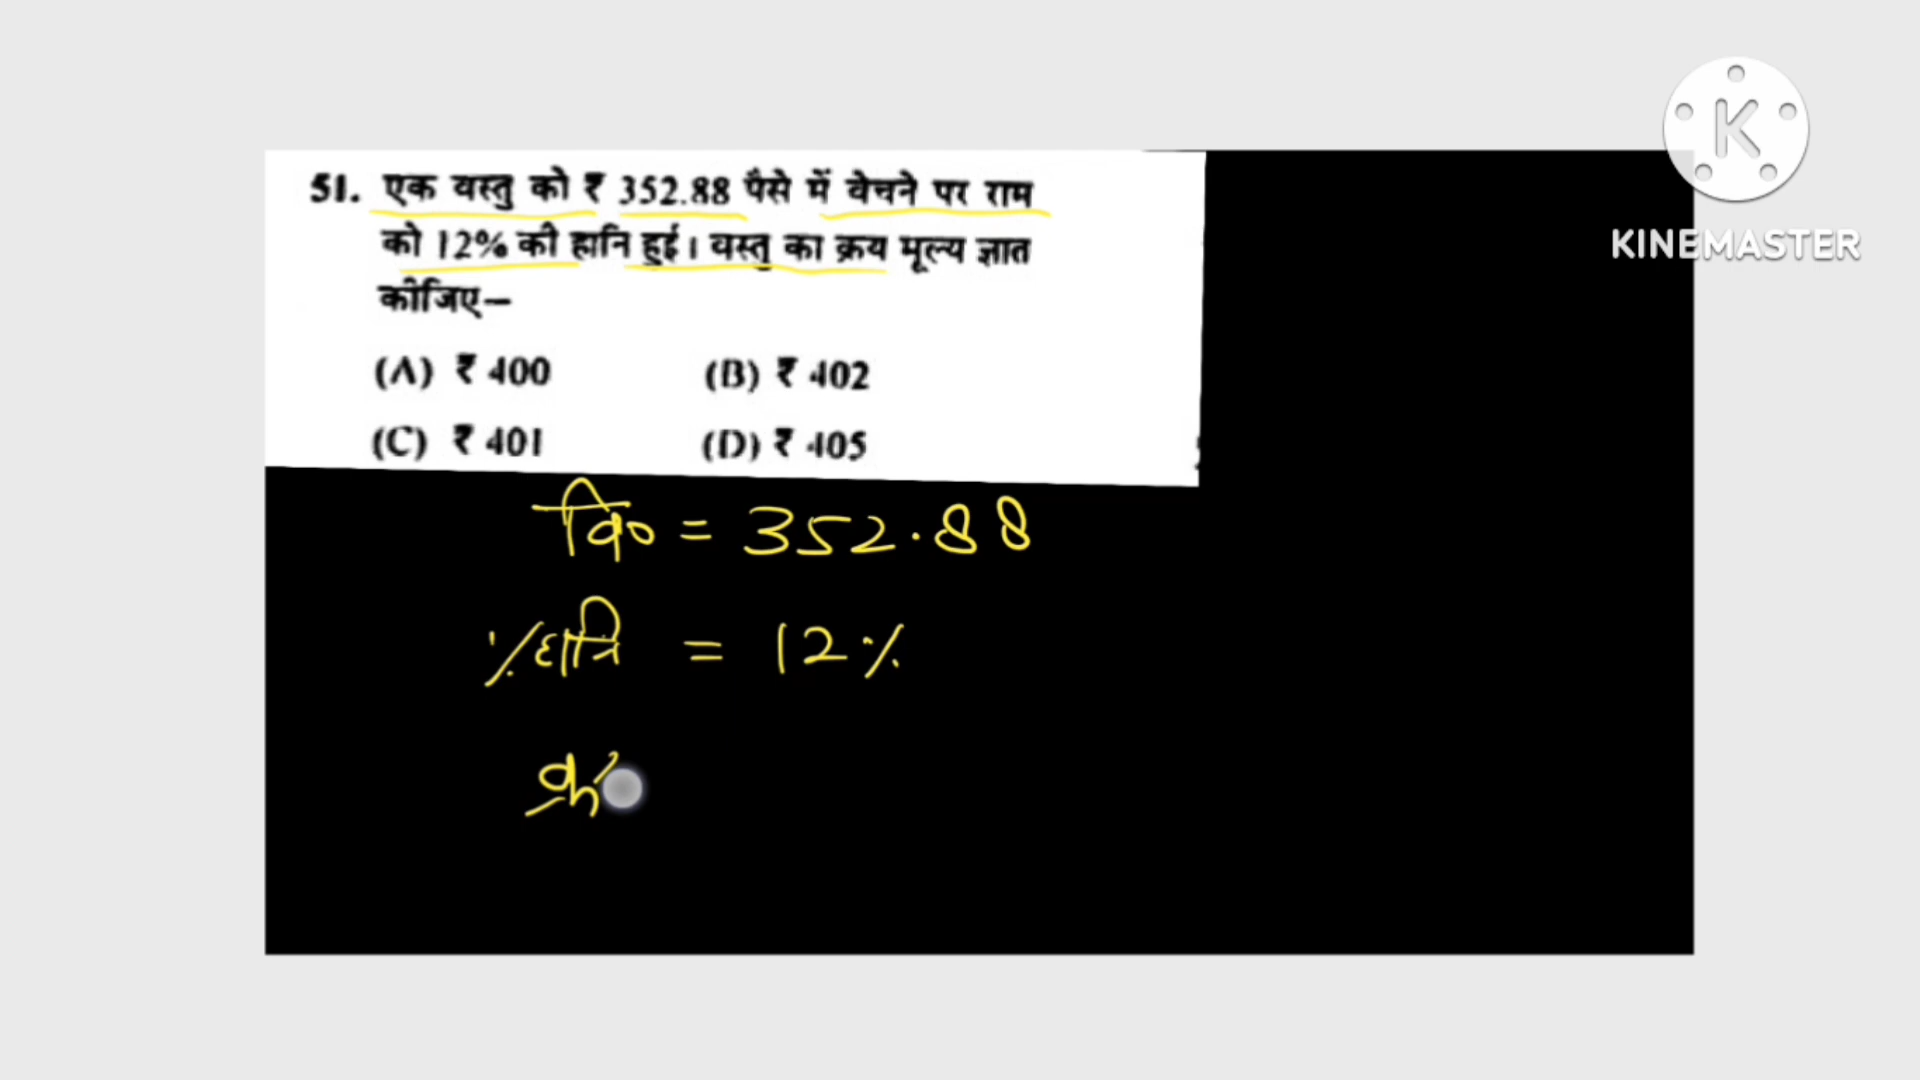 51. एक वस्तु को ₹ 352.88 पैसे में बेचने पर राम
को 12% की हानि हुई। वस्तु का क्रय मूल्य ज्ञात
कीजिए–
(A) ₹ 400 (B) ₹ 402
(C) ₹ 401 (D) ₹ 405
वि० = 352.88
%हानि = 12%
क्र
KINEMASTER